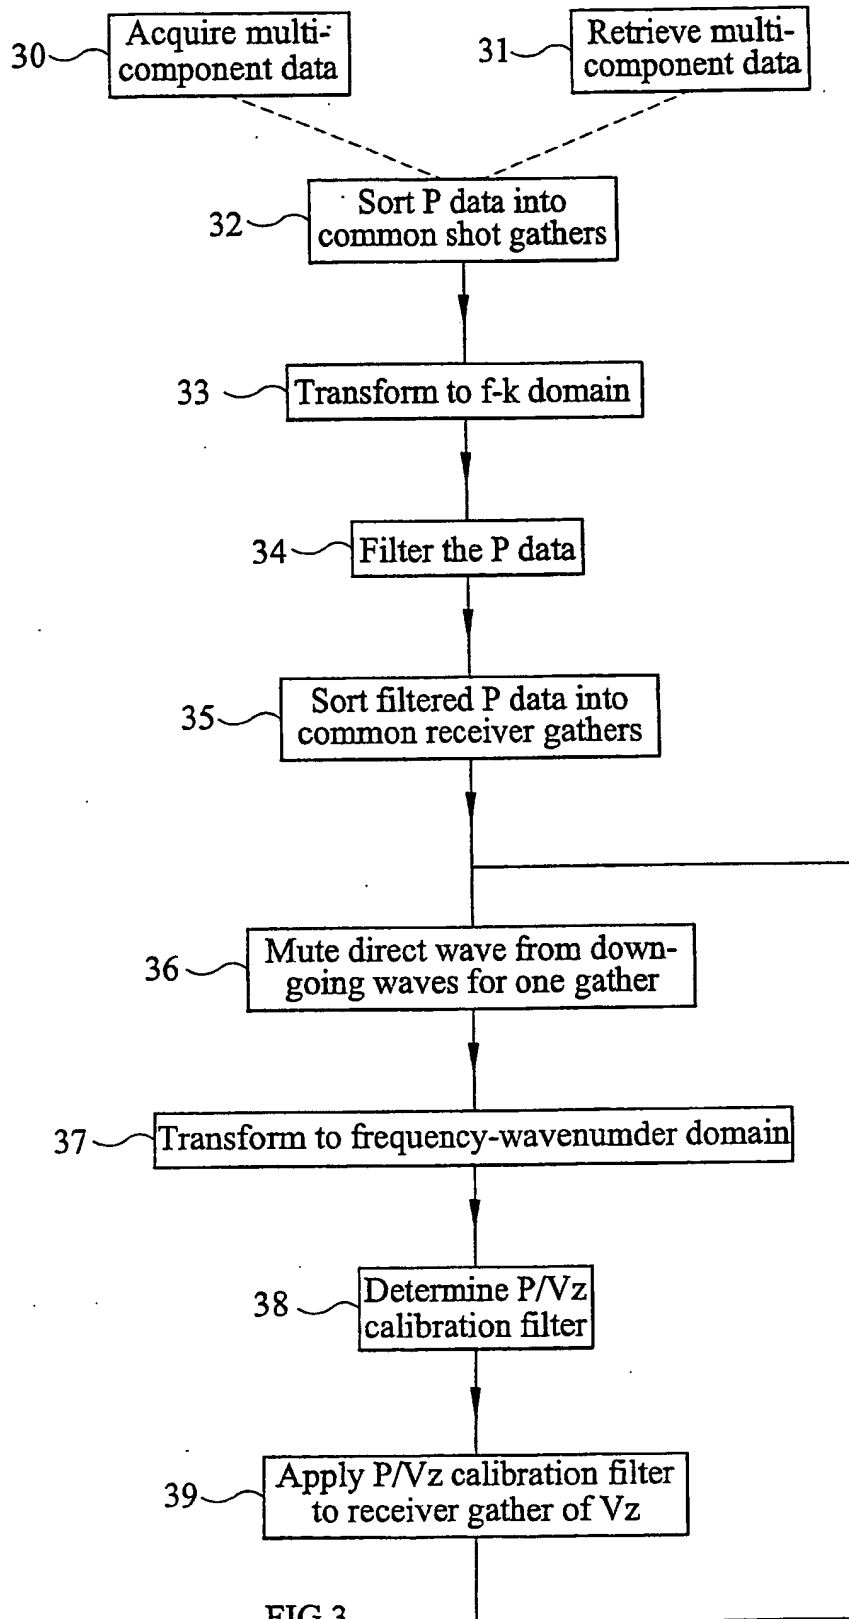 30
Acquire multi-
component data
31
Retrieve multi-
component data
32
Sort P data into
common shot gathers
33
Transform to f-k domain
34
Filter the P data
35
Sort filtered P data into
common receiver gathers
36
Mute direct wave from down-
going waves for one gather
37
Transform to frequency-wavenumder domain
38
Determine P/Vz
calibration filter
39
Apply P/Vz calibration filter
to receiver gather of Vz
FIG 3